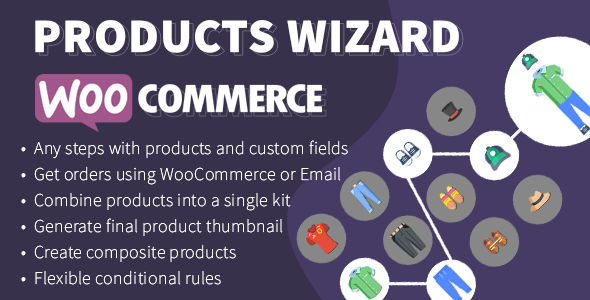 PRODUCTS WIZARD
WOO COMMERCE
• Any steps with products and custom fields
• Get orders using WooCommerce or Email
• Combine products into a single kit
• Generate final product thumbnail
• Create composite products
• Flexible conditional rules